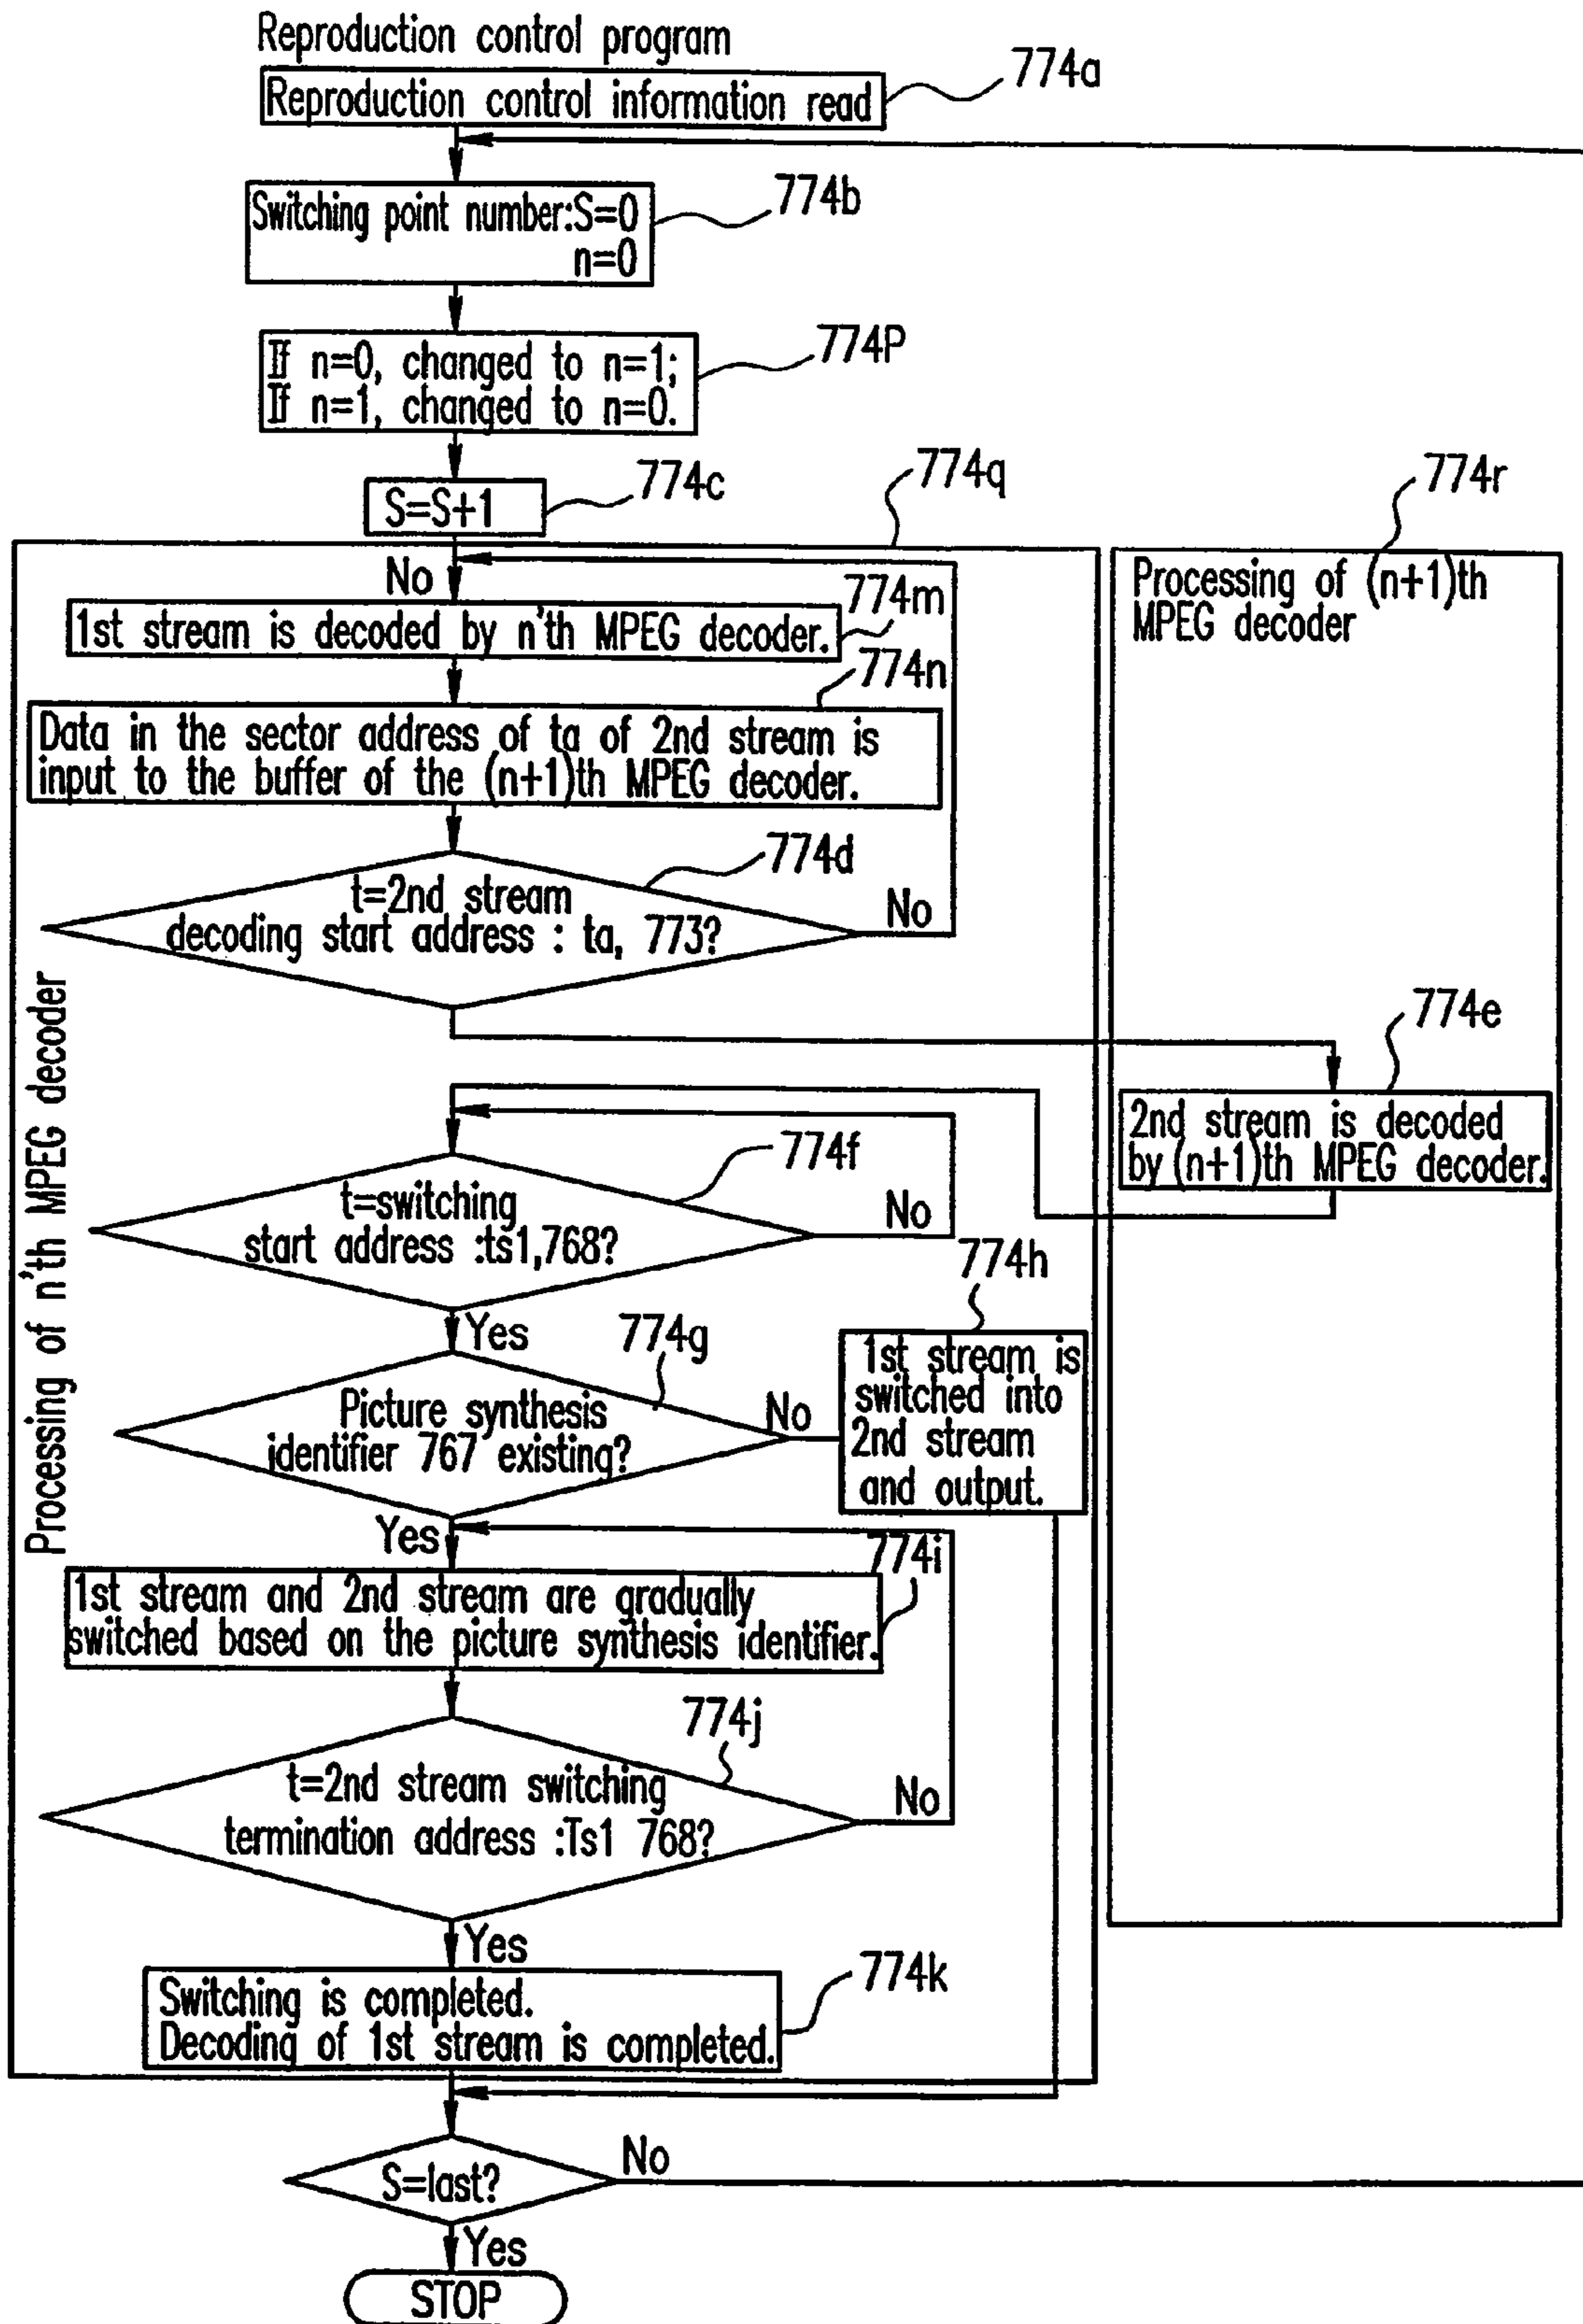 Reproduction control program
Reproduction control information read
774a
Switching point number:S=0
n=0
774b
If n=0, changed to n=1;
If n=1, changed to n=0.
774P
S=S+1
774c
774q
774r
Processing of (n+1)th
MPEG decoder
No
1st stream is decoded by n'th MPEG decoder.
774m
774n
Data in the sector address of ta of 2nd stream is
input to the buffer of the (n+1)th MPEG decoder.
774d
t=2nd stream
decoding start address : ta, 773?
No
Processing of n'th MPEG decoder
774e
2nd stream is decoded
by (n+1)th MPEG decoder.
774f
t=switching
start address :ts1,768?
No
Yes
774g
Picture synthesis
identifier 767 existing?
No
774h
1st stream is
switched into
2nd stream
and output.
Yes
774i
1st stream and 2nd stream are gradually
switched based on the picture synthesis identifier.
774j
t=2nd stream switching
termination address :Ts1 768?
No
Yes
774k
Switching is completed.
Decoding of 1st stream is completed.
S=last?
No
Yes
STOP